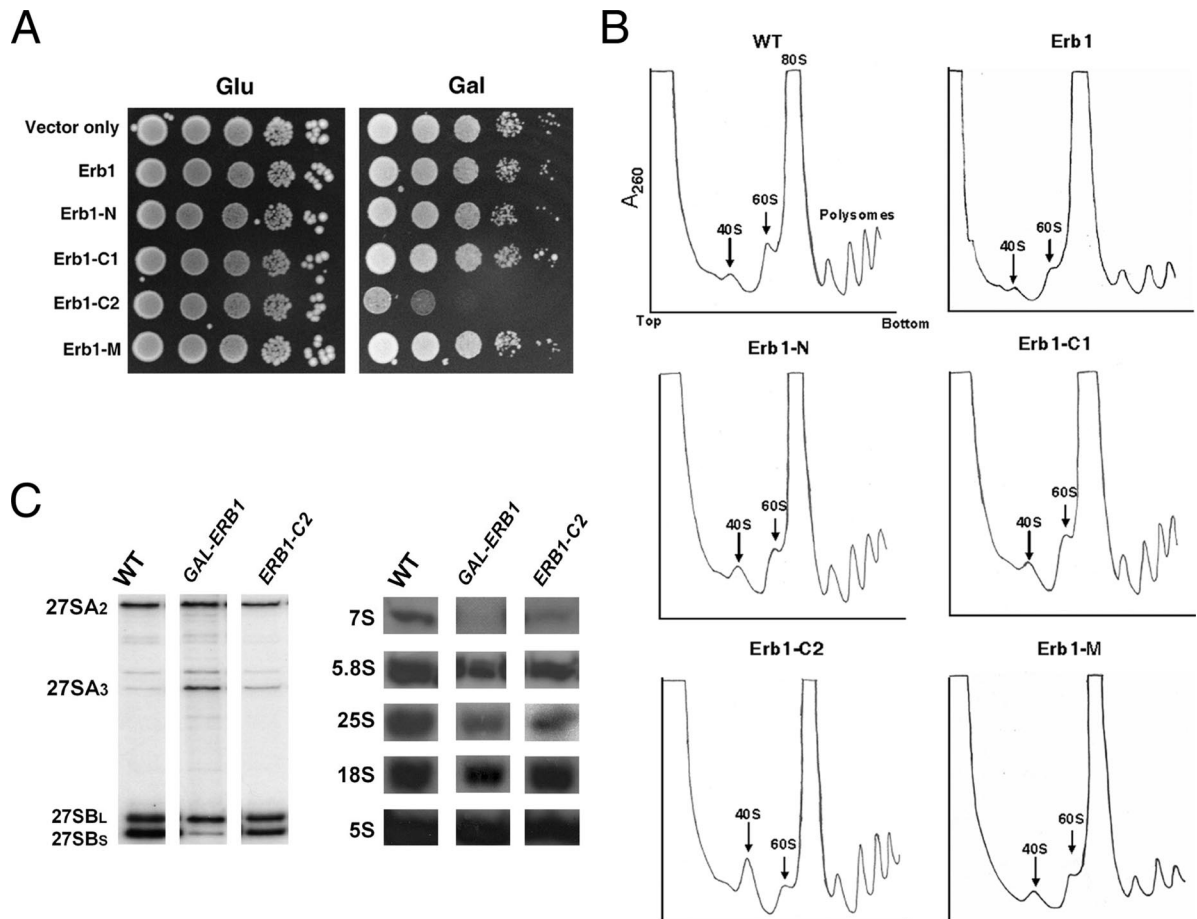 A
Glu Gal
Vector only
Erb1
Erb1-N
Erb1-C1
Erb1-C2
Erb1-M
B
WT
80S
A260
40S
60S
Polysomes
Top
Bottom
Erb1
40S
60S
Erb1-N
40S
60S
Erb1-C1
40S
60S
Erb1-C2
40S
60S
Erb1-M
40S
60S
C
WT GAL-ERB1 ERB1-C2
27SA2
27SA3
27SBL
27SBS
WT GAL-ERB1 ERB1-C2
7S
5.8S
25S
18S
5S